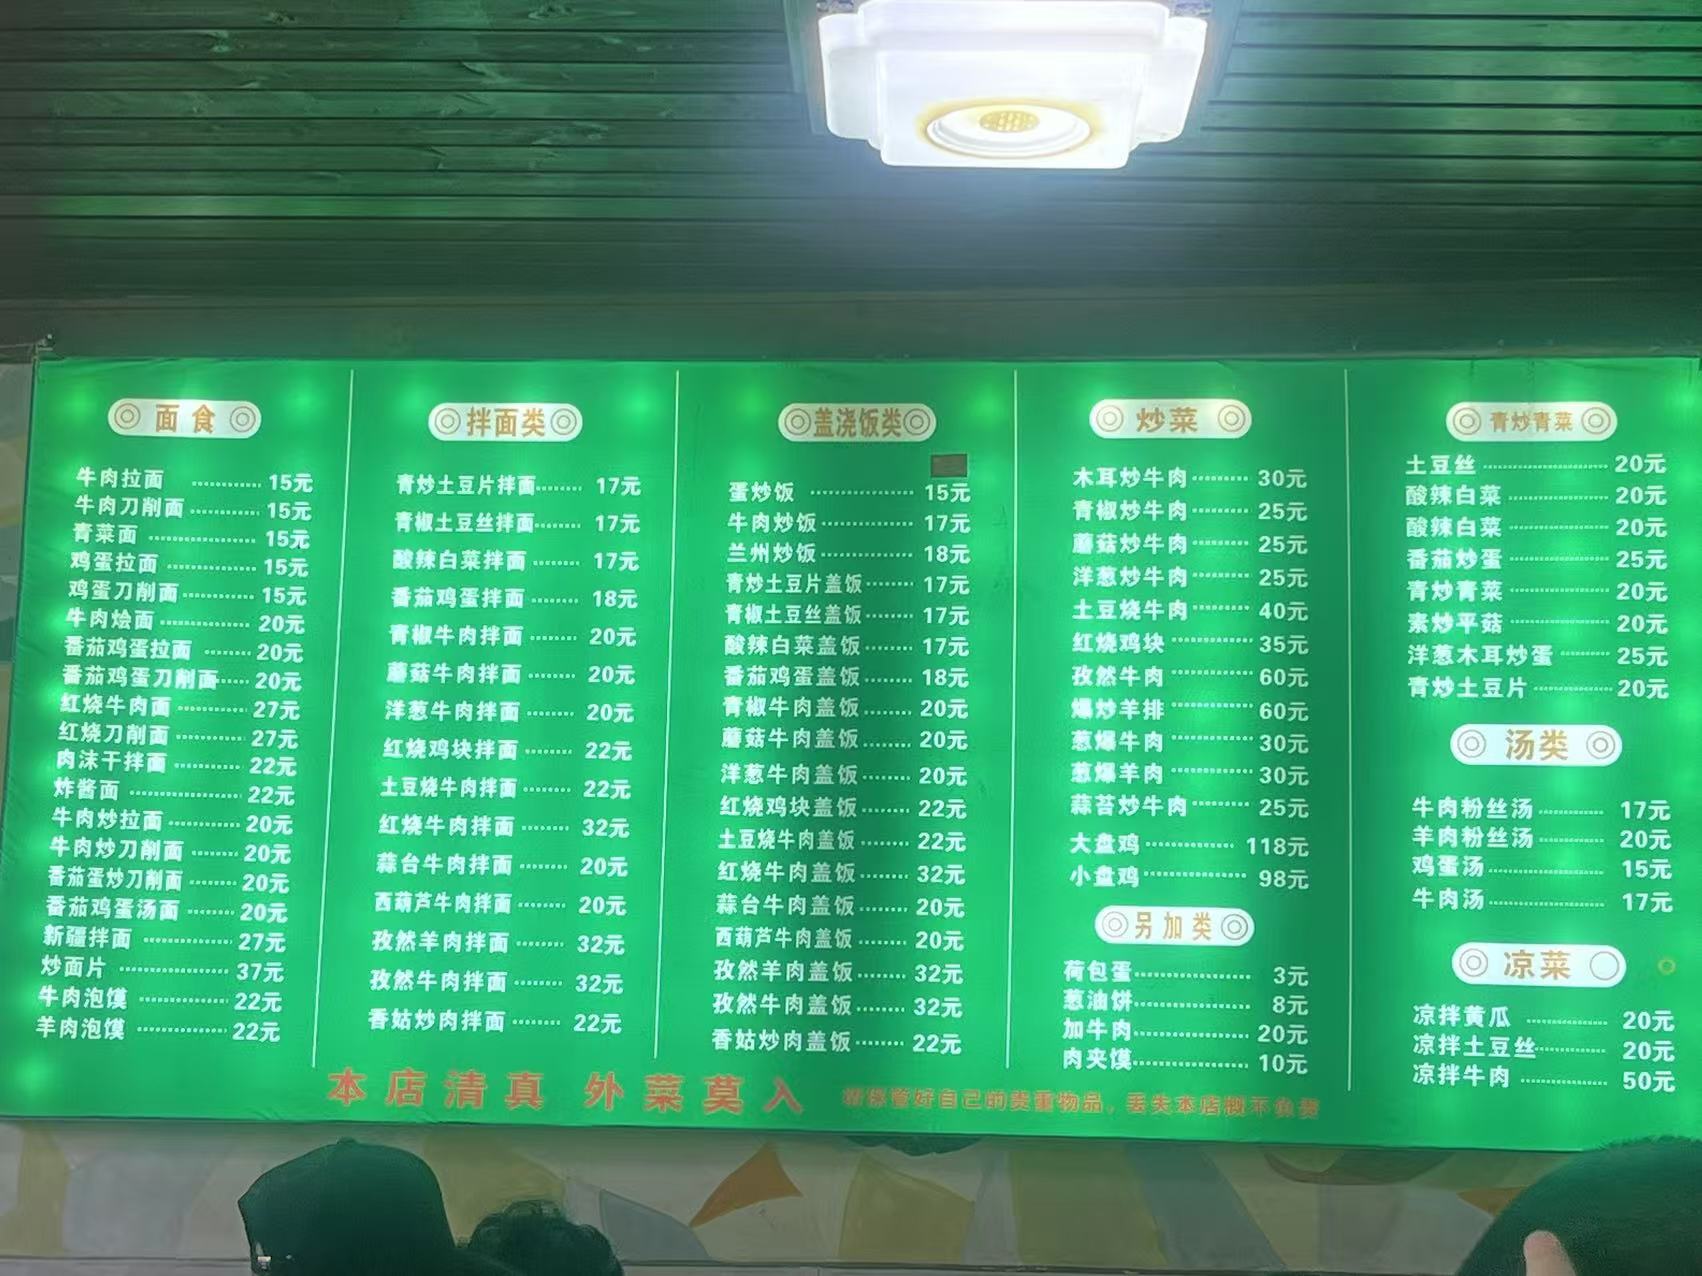 面食
牛肉拉面 15元
牛肉刀削面 15元
青菜面 15元
鸡蛋拉面 15元
鸡蛋刀削面 15元
牛肉烩面 20元
番茄鸡蛋拉面 20元
番茄鸡蛋刀削面 20元
红烧牛肉面 27元
红烧刀削面 27元
肉沫干拌面 22元
炸酱面 22元
牛肉炒拉面 20元
牛肉炒刀削面 20元
番茄蛋炒刀削面 20元
番茄鸡蛋汤面 20元
新疆拌面 27元
炒面片 37元
牛肉泡馍 22元
羊肉泡馍 22元
拌面类
青炒土豆片拌面 17元
青椒土豆丝拌面 17元
酸辣白菜拌面 17元
番茄鸡蛋拌面 18元
青椒牛肉拌面 20元
蘑菇牛肉拌面 20元
洋葱牛肉拌面 20元
红烧鸡块拌面 22元
土豆烧牛肉拌面 22元
红烧牛肉拌面 32元
蒜台牛肉拌面 20元
西葫芦牛肉拌面 20元
孜然羊肉拌面 32元
孜然牛肉拌面 32元
香姑炒肉拌面 22元
盖浇饭类
蛋炒饭 15元
牛肉炒饭 17元
兰州炒饭 18元
青炒土豆片盖饭 17元
青椒土豆丝盖饭 17元
酸辣白菜盖饭 17元
番茄鸡蛋盖饭 18元
青椒牛肉盖饭 20元
蘑菇牛肉盖饭 20元
洋葱牛肉盖饭 20元
红烧鸡块盖饭 22元
土豆烧牛肉盖饭 22元
红烧牛肉盖饭 32元
蒜台牛肉盖饭 20元
西葫芦牛肉盖饭 20元
孜然羊肉盖饭 32元
孜然牛肉盖饭 32元
香姑炒肉盖饭 22元
炒菜
木耳炒牛肉 30元
青椒炒牛肉 25元
蘑菇炒牛肉 25元
洋葱炒牛肉 25元
土豆烧牛肉 40元
红烧鸡块 35元
孜然牛肉 60元
爆炒羊排 60元
葱爆牛肉 30元
葱爆羊肉 30元
蒜苔炒牛肉 25元
大盘鸡 118元
小盘鸡 98元
另加类
荷包蛋 3元
葱油饼 8元
加牛肉 20元
肉夹馍 10元
青炒青菜
土豆丝 20元
酸辣白菜 20元
酸辣白菜 20元
番茄炒蛋 25元
青炒青菜 20元
素炒平菇 20元
洋葱木耳炒蛋 25元
青炒土豆片 20元
汤类
牛肉粉丝汤 17元
羊肉粉丝汤 20元
鸡蛋汤 15元
牛肉汤 17元
凉菜
凉拌黄瓜 20元
凉拌土豆丝 20元
凉拌牛肉 50元
本店清真 外菜莫入
请保管好自己的贵重物品，丢失本店概不负责